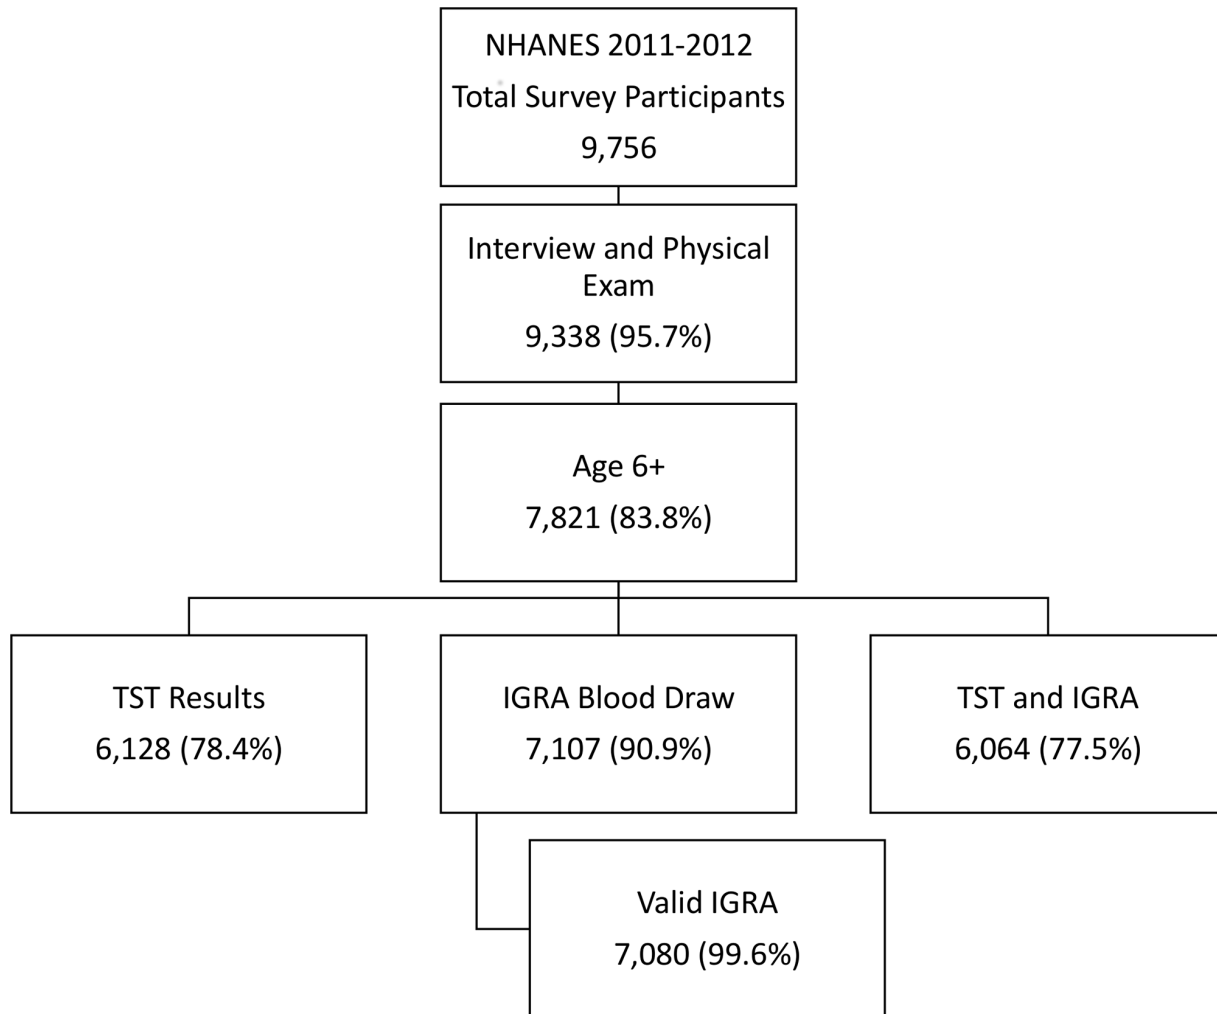 NHANES 2011-2012
Total Survey Participants
9,756
Interview and Physical
Exam
9,338 (95.7%)
Age 6+
7,821 (83.8%)
TST Results
6,128 (78.4%)
IGRA Blood Draw
7,107 (90.9%)
TST and IGRA
6,064 (77.5%)
Valid IGRA
7,080 (99.6%)